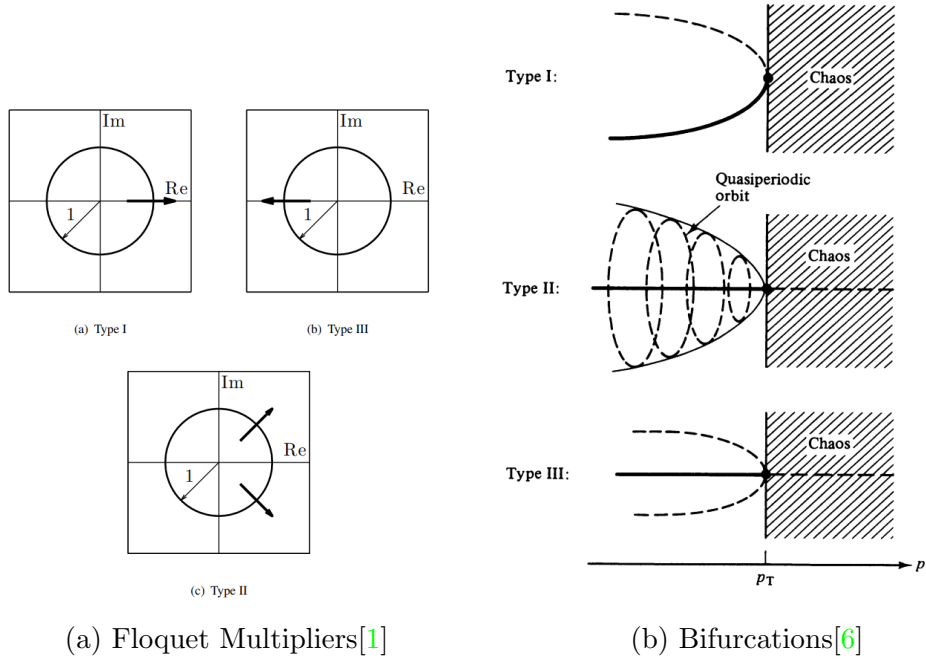 Im
Re
1
(a) Type I
Im
Re
1
(b) Type III
Im
Re
1
(c) Type II
(a) Floquet Multipliers[1]
Type I:
Chaos
Quasiperiodic
orbit
Type II:
Chaos
Type III:
Chaos
pT
p
(b) Bifurcations[6]